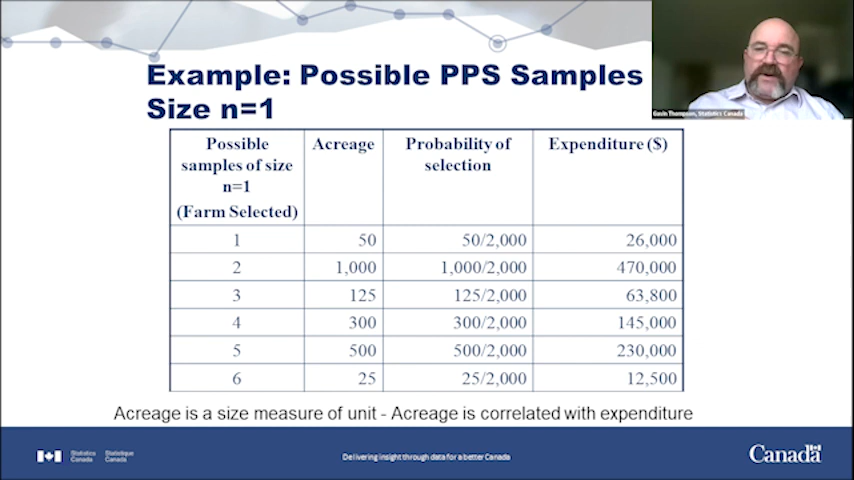 Example: Possible PPS Samples
Size n=1
Gavin Thompson, Statistics Canada
Possible samples of size n=1 (Farm Selected) Acreage Probability of selection Expenditure ($)
1 50 50/2,000 26,000
2 1,000 1,000/2,000 470,000
3 125 125/2,000 63,800
4 300 300/2,000 145,000
5 500 500/2,000 230,000
6 25 25/2,000 12,500
Acreage is a size measure of unit - Acreage is correlated with expenditure
Statistics Canada Statistique Canada
Delivering insight through data for a better Canada
Canada